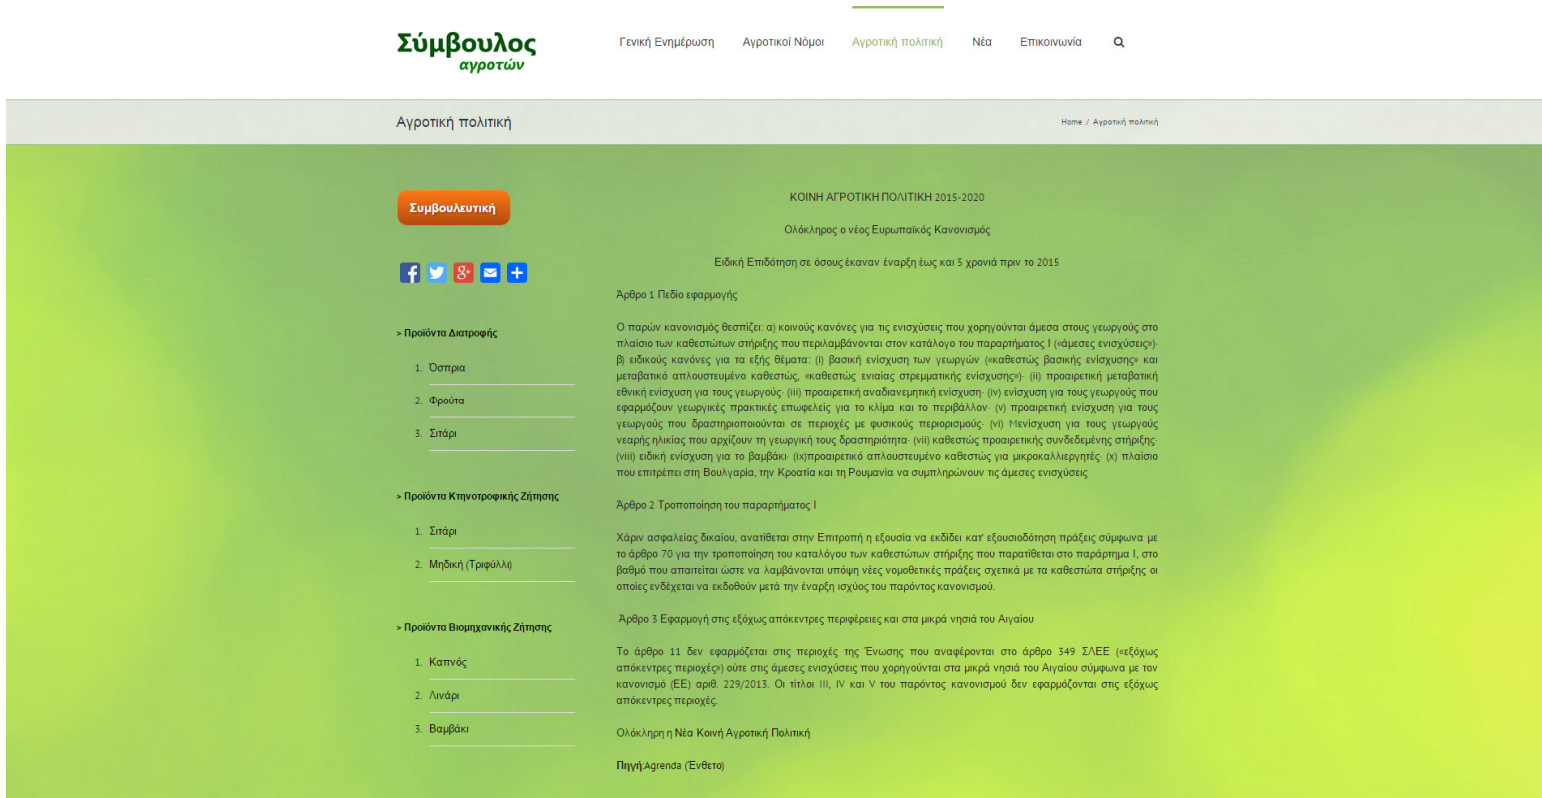 Σύμβουλος
αγροτών
Γενική Ενημέρωση
Αγροτικοί Νόμοι
Αγροτική πολιτική
Νέα
Επικοινωνία
Αγροτική πολιτική
Home / Αγροτική πολιτική
Συμβουλευτική
> Προϊόντα Διατροφής
1. Όσπρια
2. Φρούτα
3. Σιτάρι
> Προϊόντα Κτηνοτροφικής Ζήτησης
1. Σιτάρι
2. Μηδική (Τριφύλλι)
> Προϊόντα Βιομηχανικής Ζήτησης
1. Καπνός
2. Λινάρι
3. Βαμβάκι
ΚΟΙΝΗ ΑΓΡΟΤΙΚΗ ΠΟΛΙΤΙΚΗ 2015-2020
Ολόκληρος ο νέος Ευρωπαϊκός Κανονισμός
Ειδική Επιδότηση σε όσους έκαναν έναρξη έως και 5 χρονιά πριν το 2015
Άρθρο 1 Πεδίο εφαρμογής
Ο παρών κανονισμός θεσπίζει: α) κοινούς κανόνες για τις ενισχύσεις που χορηγούνται άμεσα στους γεωργούς στο
πλαίσιο των καθεστώτων στήριξης που περιλαμβάνονται στον κατάλογο του παραρτήματος Ι («άμεσες ενισχύσεις»)·
β) ειδικούς κανόνες για τα εξής θέματα: (i) βασική ενίσχυση των γεωργών («καθεστώς βασικής ενίσχυσης» και
μεταβατικό απλουστευμένο καθεστώς, «καθεστώς ενιαίας στρεμματικής ενίσχυσης»)· (ii) προαιρετική μεταβατική
εθνική ενίσχυση για τους γεωργούς· (iii) προαιρετική αναδιανεμητική ενίσχυση· (iv) ενίσχυση για τους γεωργούς που
εφαρμόζουν γεωργικές πρακτικές επωφελείς για το κλίμα και το περιβάλλον· (v) προαιρετική ενίσχυση για τους
γεωργούς που δραστηριοποιούνται σε περιοχές με φυσικούς περιορισμούς· (vi) Μενίσχυση για τους γεωργούς
νεαρής ηλικίας που αρχίζουν τη γεωργική τους δραστηριότητα· (vii) καθεστώς προαιρετικής συνδεδεμένης στήριξης·
(viii) ειδική ενίσχυση για το βαμβάκι· (ix)προαιρετικό απλουστευμένο καθεστώς για μικροκαλλιεργητές· (x) πλαίσιο
που επιτρέπει στη Βουλγαρία, την Κροατία και τη Ρουμανία να συμπληρώνουν τις άμεσες ενισχύσεις
Άρθρο 2 Τροποποίηση του παραρτήματος Ι
Χάριν ασφαλείας δικαίου, ανατίθεται στην Επιτροπή η εξουσία να εκδίδει κατ' εξουσιοδότηση πράξεις σύμφωνα με
το άρθρο 70 για την τροποποίηση του καταλόγου των καθεστώτων στήριξης που παρατίθεται στο παράρτημα Ι, στο
βαθμό που απαιτείται ώστε να λαμβάνονται υπόψη νέες νομοθετικές πράξεις σχετικά με τα καθεστώτα στήριξης οι
οποίες ενδέχεται να εκδοθούν μετά την έναρξη ισχύος του παρόντος κανονισμού.
Άρθρο 3 Εφαρμογή στις εξόχως απόκεντρες περιφέρειες και στα μικρά νησιά του Αιγαίου
Το άρθρο 11 δεν εφαρμόζεται στις περιοχές της Ένωσης που αναφέρονται στο άρθρο 349 ΣΛΕΕ («εξόχως
απόκεντρες περιοχές») ούτε στις άμεσες ενισχύσεις που χορηγούνται στα μικρά νησιά του Αιγαίου σύμφωνα με τον
κανονισμό (ΕΕ) αριθ. 229/2013. Οι τίτλοι III, IV και V του παρόντος κανονισμού δεν εφαρμόζονται στις εξόχως
απόκεντρες περιοχές.
Ολόκληρη η Νέα Κοινή Αγροτική Πολιτική
Πηγή:Agrenda (Ένθετο)